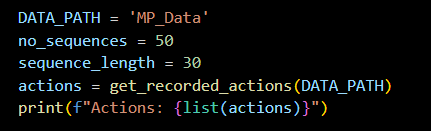 DATA_PATH = 'MP_Data'
no_sequences = 50
sequence_length = 30
actions = get_recorded_actions(DATA_PATH)
print(f"Actions: {list(actions)}")